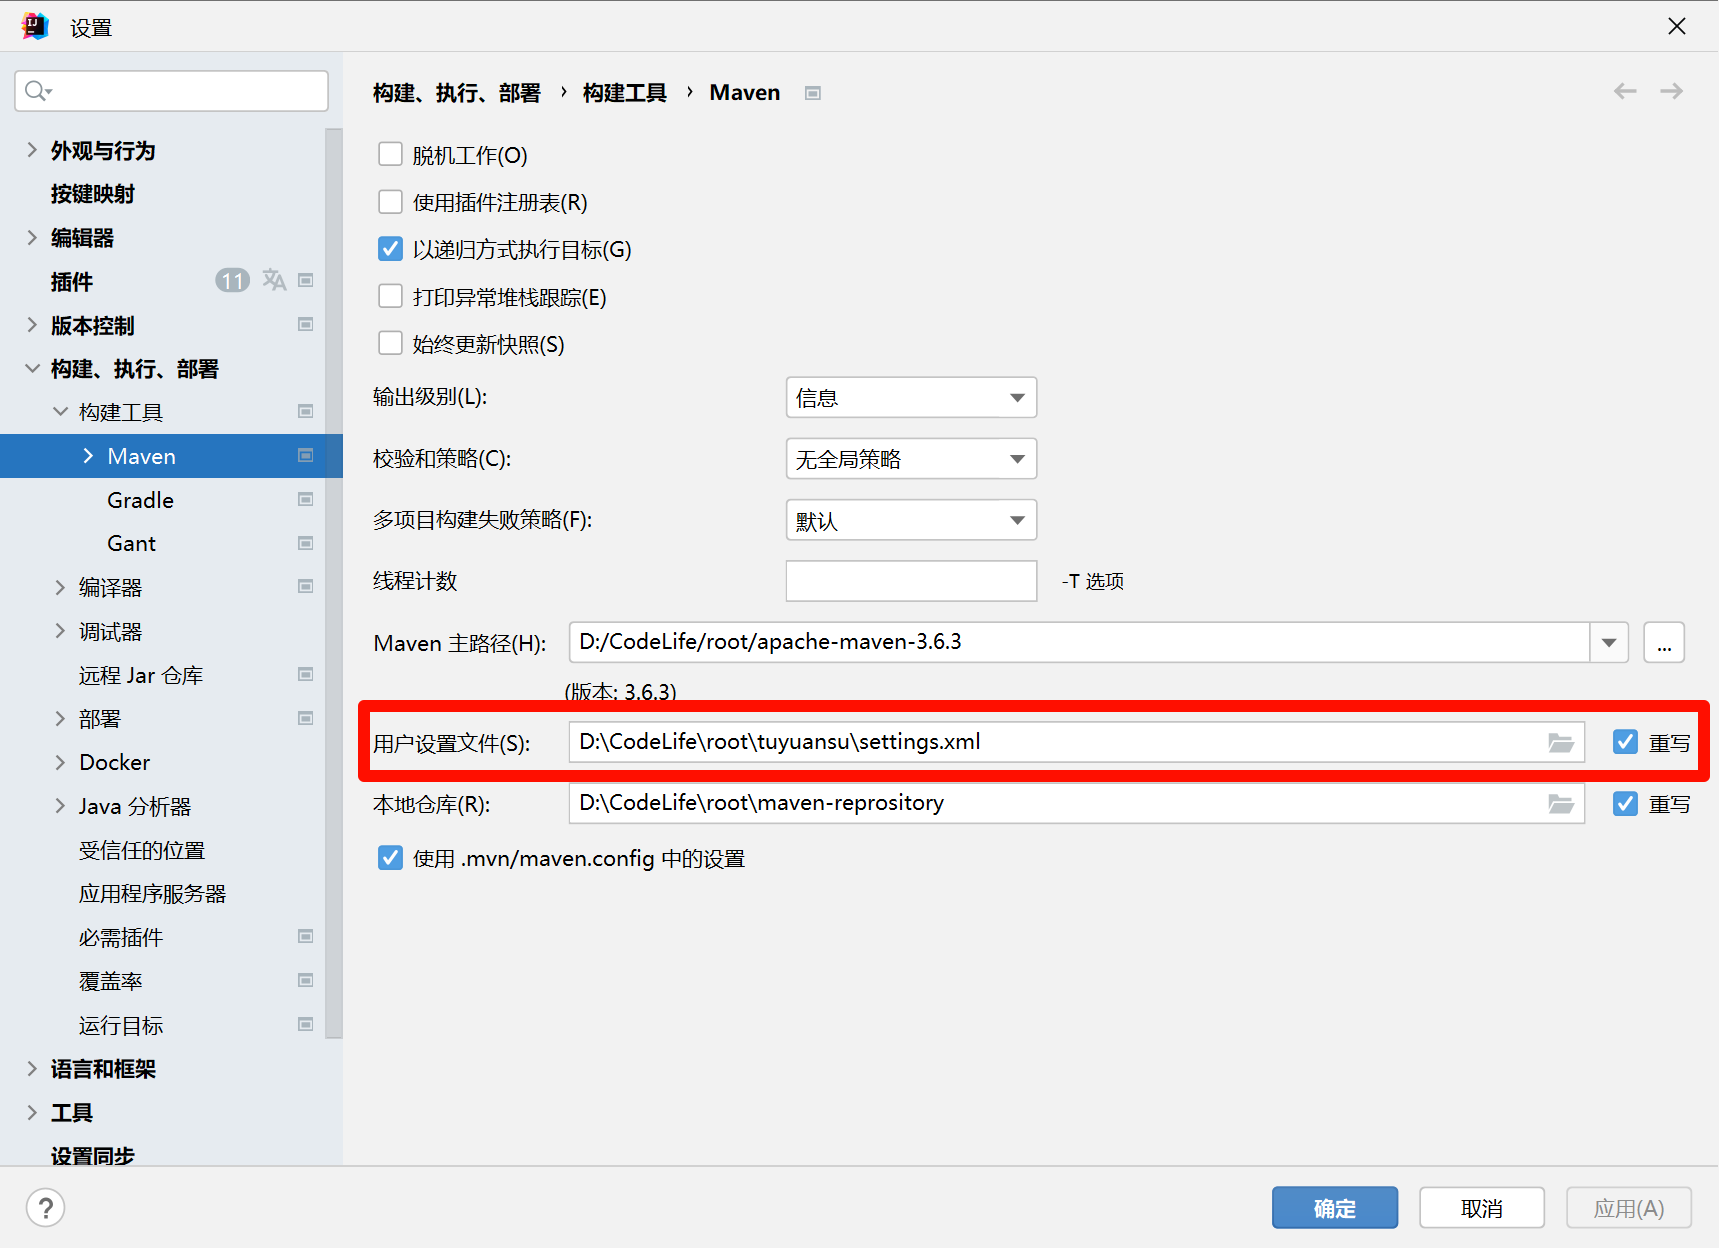 设置
外观与行为
按键映射
编辑器
插件 11
版本控制
构建、执行、部署
构建工具
Maven
Gradle
Gant
编译器
调试器
远程 Jar 仓库
部署
Docker
Java 分析器
受信任的位置
应用程序服务器
必需插件
覆盖率
运行目标
语言和框架
工具
设置同步
构建、执行、部署 › 构建工具 › Maven
脱机工作(O)
使用插件注册表(R)
以递归方式执行目标(G)
打印异常堆栈跟踪(E)
始终更新快照(S)
输出级别(L): 信息
校验和策略(C): 无全局策略
多项目构建失败策略(F): 默认
线程计数 -T 选项
Maven 主路径(H): D:/CodeLife/root/apache-maven-3.6.3 ...
(版本: 3.6.3)
用户设置文件(S): D:\CodeLife\root\tuyuansu\settings.xml 重写
本地仓库(R): D:\CodeLife\root\maven-reprository 重写
使用 .mvn/maven.config 中的设置
? 确定 取消 应用(A)